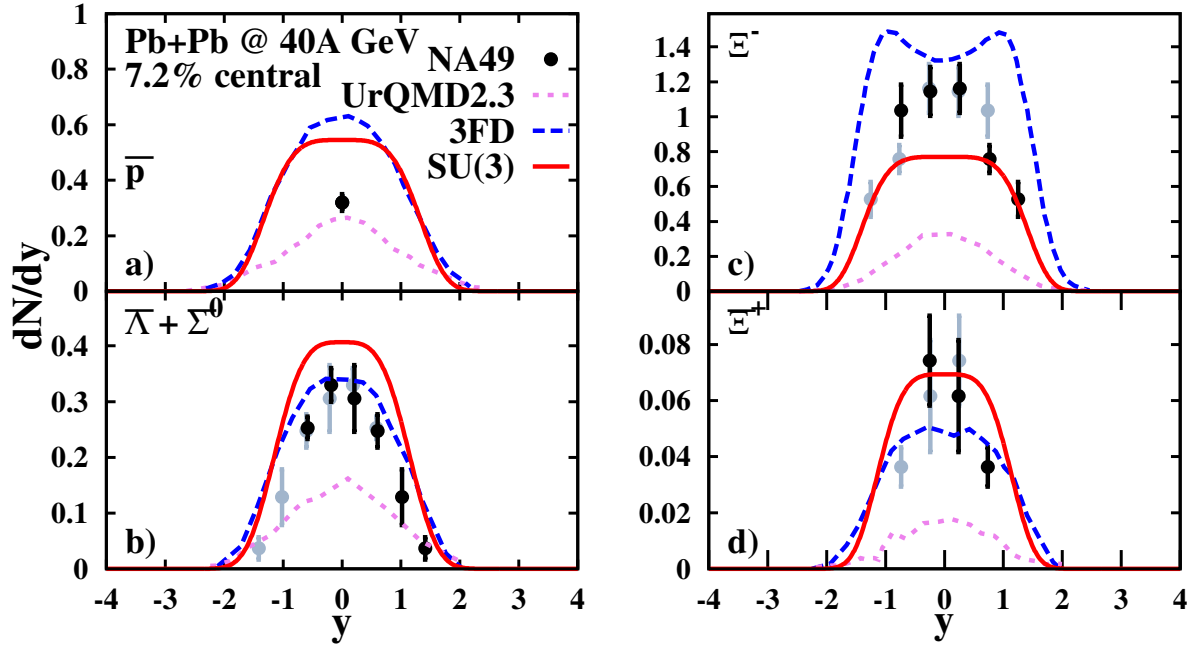 Pb+Pb @ 40A GeV
7.2% central
NA49
UrQMD2.3
3FD
SU(3)
p̅
a)
1
0.8
0.6
0.4
0.2
0
dN/dy
Λ̅ + Σ̅⁰
b)
0.4
0.3
0.2
0.1
0
-4 -3 -2 -1 0 1 2 3 4
y
Ξ⁻
c)
1.4
1.2
1
0.8
0.6
0.4
0.2
0
Ξ̅⁺
d)
0.08
0.06
0.04
0.02
0
-4 -3 -2 -1 0 1 2 3 4
y